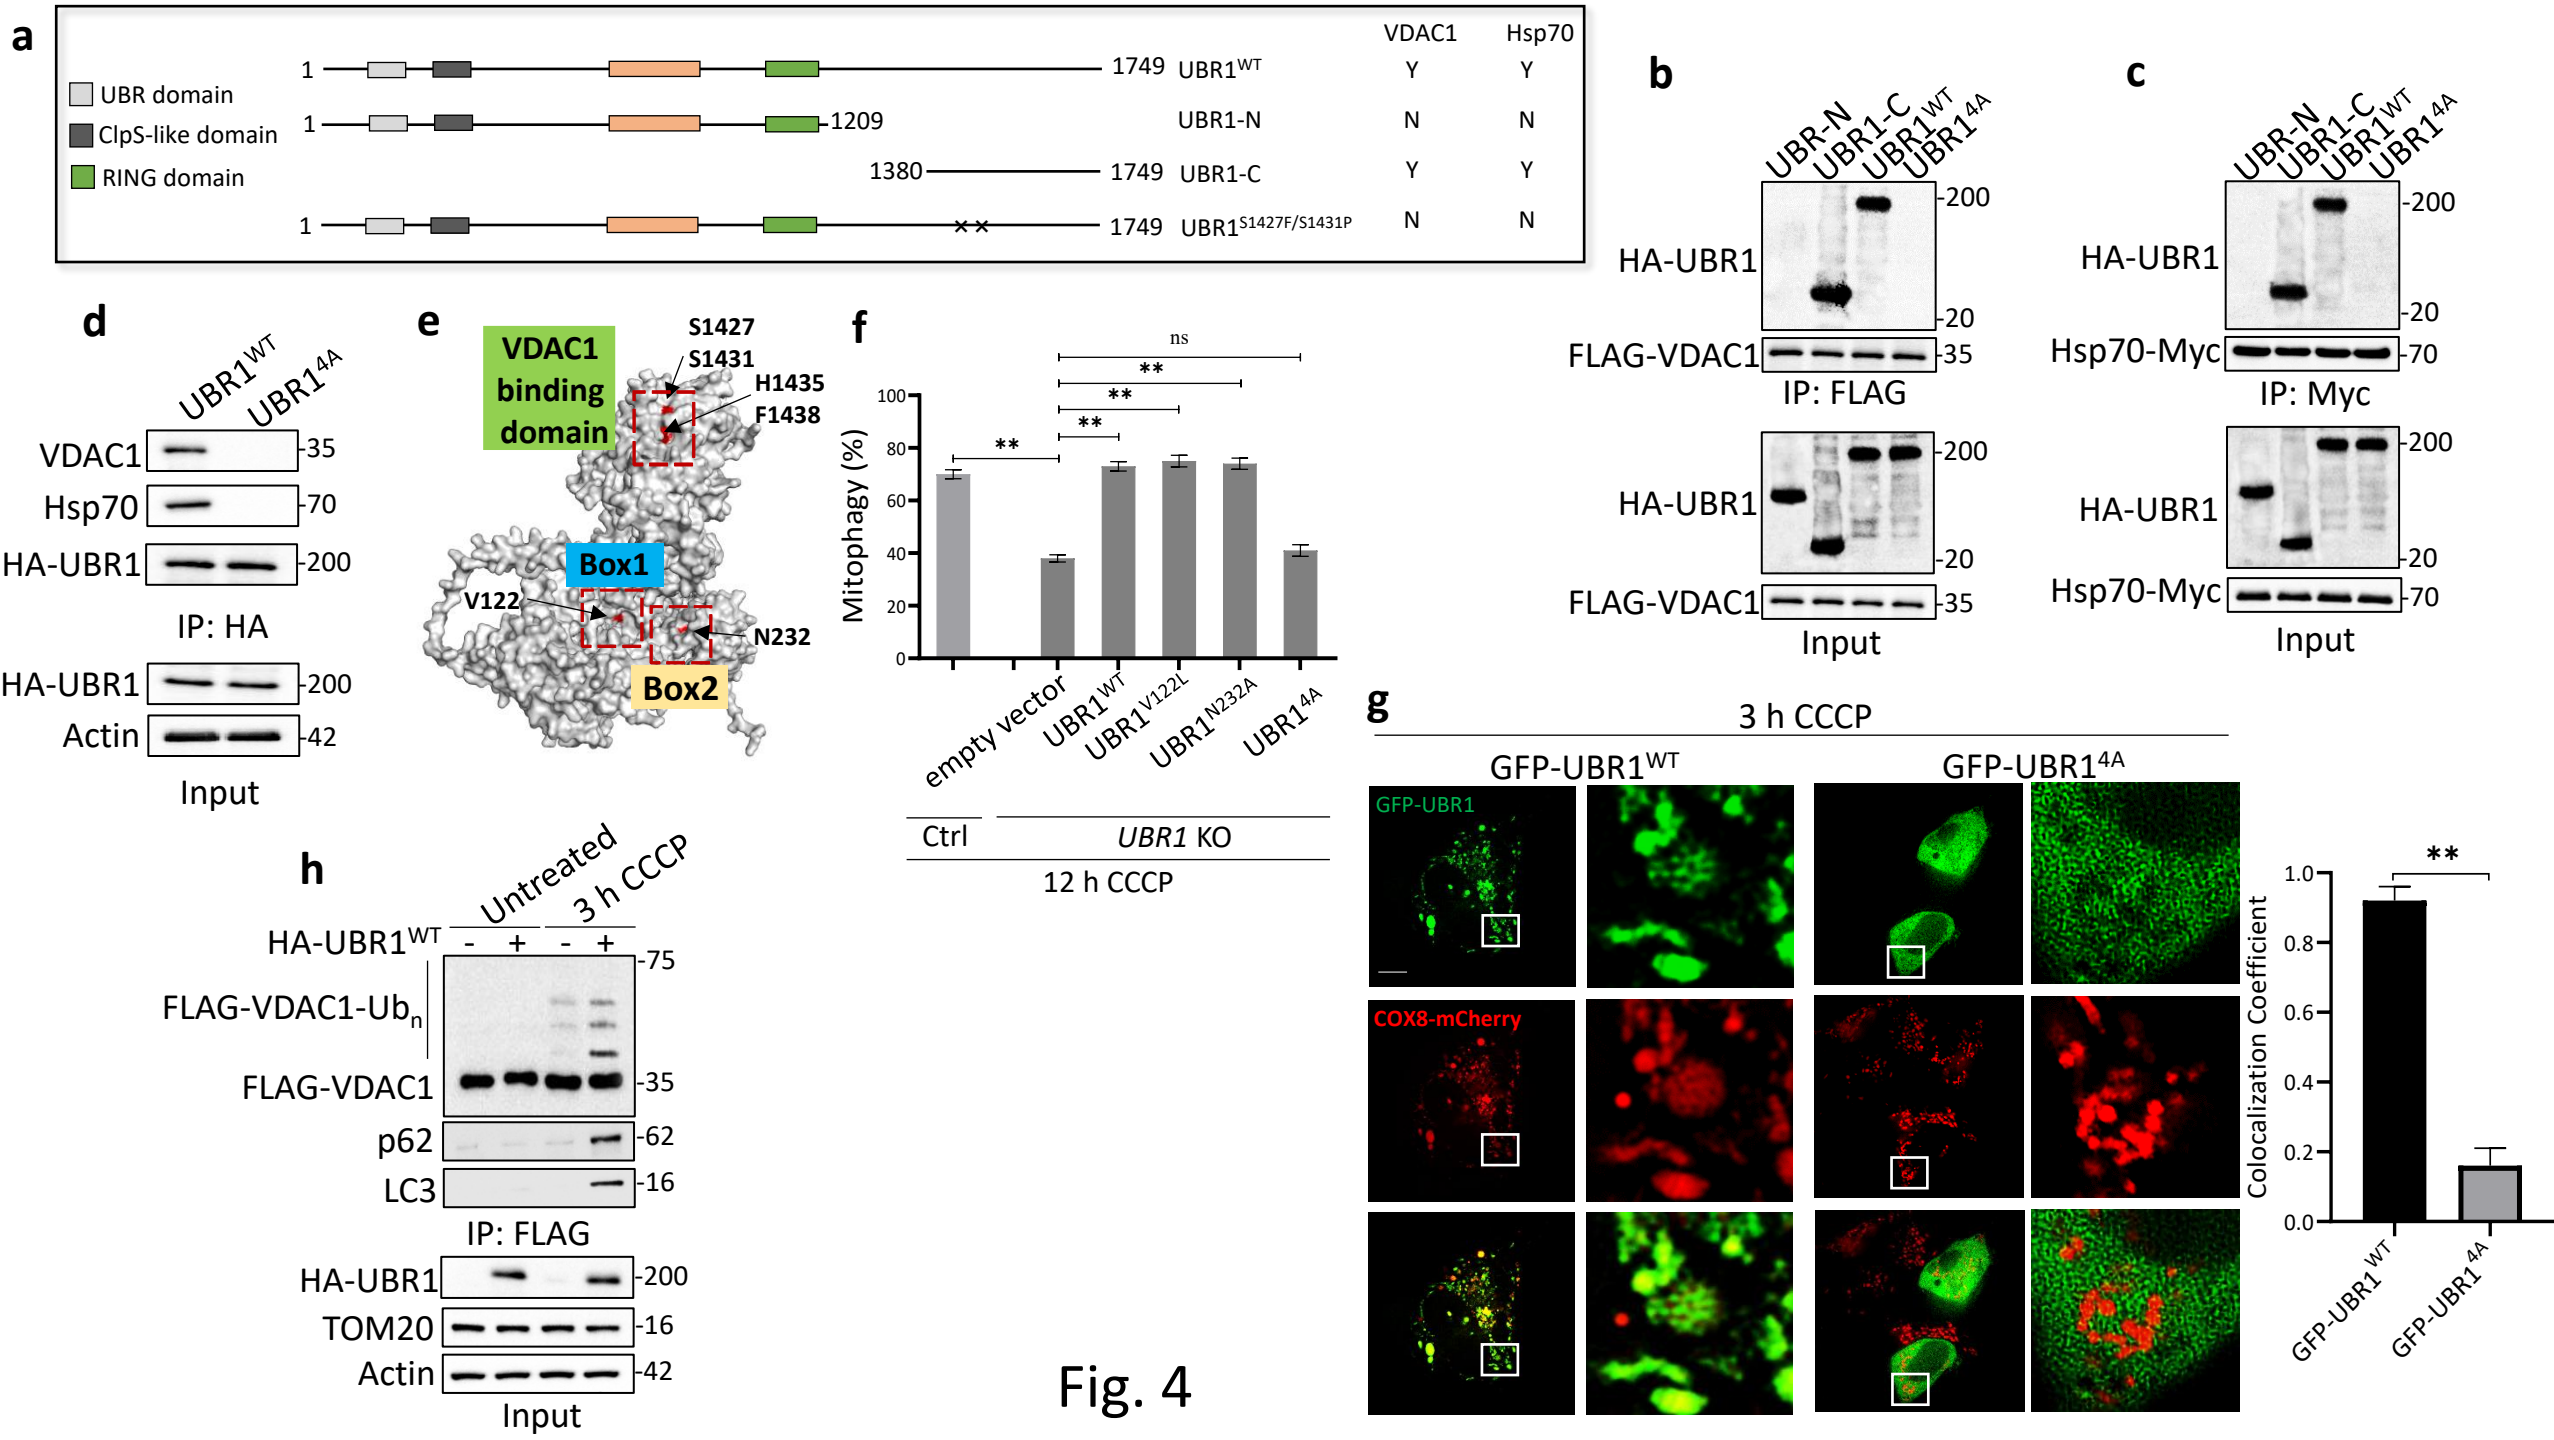 a
VDAC1 Hsp70
1 1749 UBR1WT Y Y
UBR domain
1 1209 UBR1-N N N
ClpS-like domain
1380 1749 UBR1-C Y Y
RING domain
1 ×× 1749 UBR1S1427F/S1431P N N
b
UBR-N UBR1-C UBR1WT UBR14A
HA-UBR1
-200
-20
FLAG-VDAC1 -35
IP: FLAG
HA-UBR1
-200
-20
FLAG-VDAC1 -35
Input
c
UBR-N UBR1-C UBR1WT UBR14A
HA-UBR1
-200
-20
Hsp70-Myc -70
IP: Myc
HA-UBR1
-200
-20
Hsp70-Myc -70
Input
d
UBR1WT UBR14A
VDAC1 -35
Hsp70 -70
HA-UBR1 -200
IP: HA
HA-UBR1 -200
Actin -42
Input
e
VDAC1
binding
domain
S1427
S1431
H1435
F1438
Box1
V122
N232
Box2
f
Mitophagy (%)
100
80
60
40
20
0
ns
**
**
**
**
empty vector UBR1WT UBR1V122L UBR1N232A UBR14A
Ctrl UBR1 KO
12 h CCCP
g
3 h CCCP
GFP-UBR1WT GFP-UBR14A
GFP-UBR1
COX8-mCherry
Colocalization Coefficient
1.0
0.8
0.6
0.4
0.2
0.0
**
GFP-UBR1WT GFP-UBR14A
h
Untreated 3 h CCCP
HA-UBR1WT - + - +
-75
FLAG-VDAC1-Ubn
FLAG-VDAC1 -35
p62 -62
LC3 -16
IP: FLAG
HA-UBR1 -200
TOM20 -16
Actin -42
Input
Fig. 4